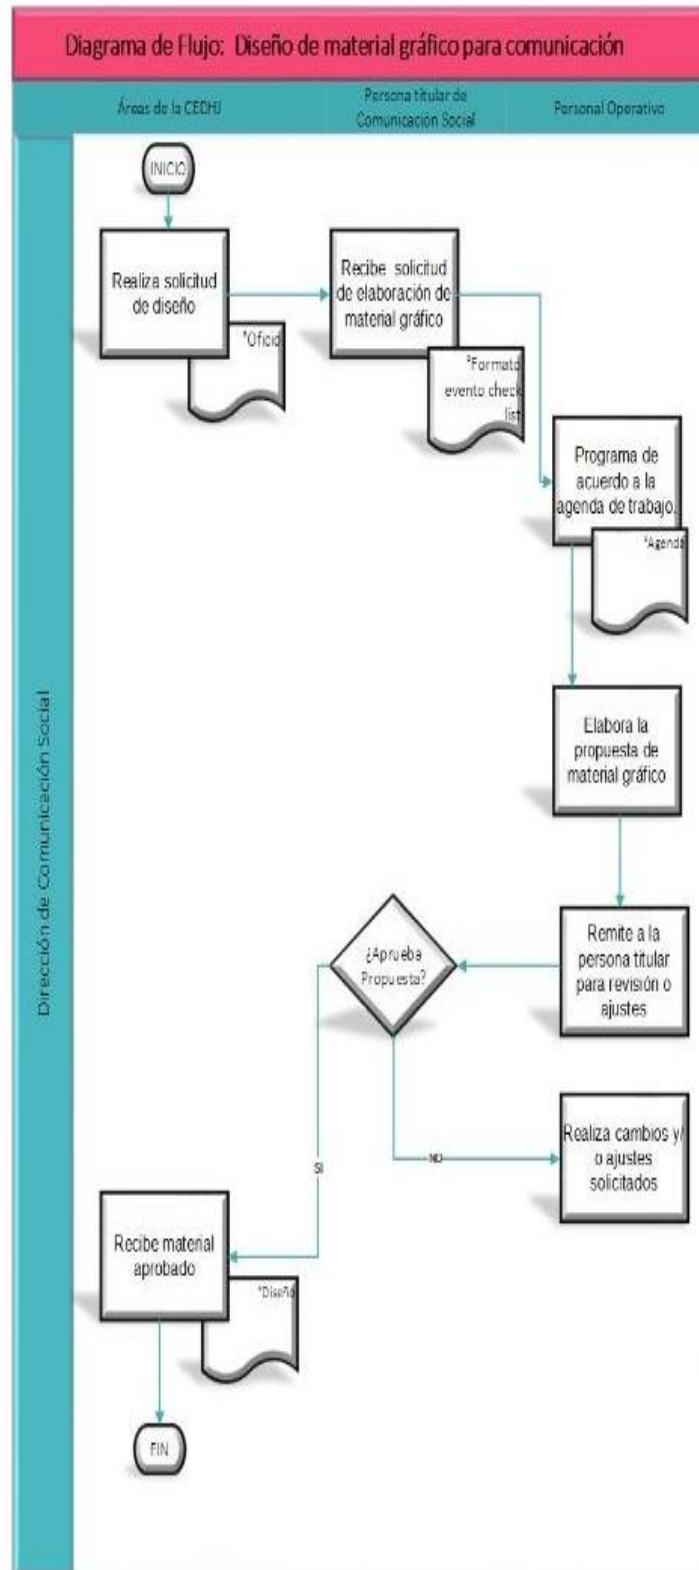 Diagrama de Flujo: Diseño de material gráfico para comunicación
Áreas de la CEDHJ
Persona titular de
Comunicación Social
Personal Operativo
Dirección de Comunicación Social
INICIO
Realiza solicitud
de diseño
*Oficio
Recibe solicitud
de elaboración de
material gráfico
*Formato
evento check
list
Programa de
acuerdo a la
agenda de trabajo.
*Agenda
Elabora la
propuesta de
material gráfico
Remite a la
persona titular
para revisión o
ajustes
¿Aprueba
Propuesta?
SI
NO
Realiza cambios y/
o ajustes
solicitados
Recibe material
aprobado
*Diseño
FIN